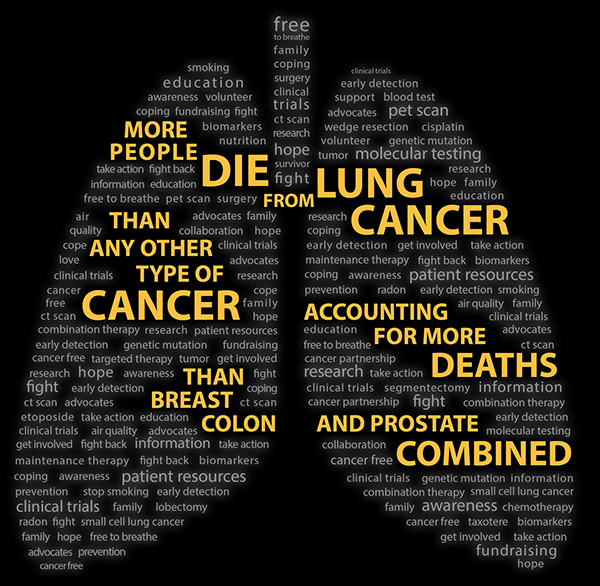 free
to breathe
family
coping
surgery
clinical
trials
ct scan
research
hope
survivor
fight
smoking
education
awareness volunteer
coping fundraising fight
MORE biomarkers
PEOPLE nutrition
take action fight back DIE
information education
free to breathe pet scan surgery FROM
clinical trials
early detection
support blood test
advocates pet scan
wedge resection cisplatin
volunteer genetic mutation
tumor molecular testing
research
LUNG hope family
education
research CANCER
coping
air THAN advocates family
quality collaboration hope
cope ANY OTHER clinical trials
love advocates
clinical trials TYPE OF research
cancer CANCER cope
free family
ct scan hope
combination therapy research patient resources
early detection genetic mutation fundraising
cancer free targeted therapy tumor get involved
research hope awareness THAN fight
fight early detection coping
ct scan advocates BREAST ct scan
etoposide take action education
clinical trials air quality advocates COLON
get involved fight back information take action
maintenance therapy fight back biomarkers
coping awareness patient resources
prevention stop smoking early detection
clinical trials family lobectomy
radon fight small cell lung cancer
family hope free to breathe
advocates prevention
cancer free
early detection get involved take action
maintenance therapy fight back biomarkers
coping awareness patient resources
prevention radon early detection smoking
ACCOUNTING air quality family
clinical trials
education FOR MORE advocates
free to breathe ct scan
cancer partnership DEATHS
research take action
clinical trials segmentectomy information
cancer partnership fight combination therapy
AND PROSTATE early detection
molecular testing
collaboration COMBINED
cancer free
clinical trials genetic mutation information
combination therapy small cell lung cancer
family awareness chemotherapy
cancer free taxotere biomarkers
get involved take action
fundraising
hope